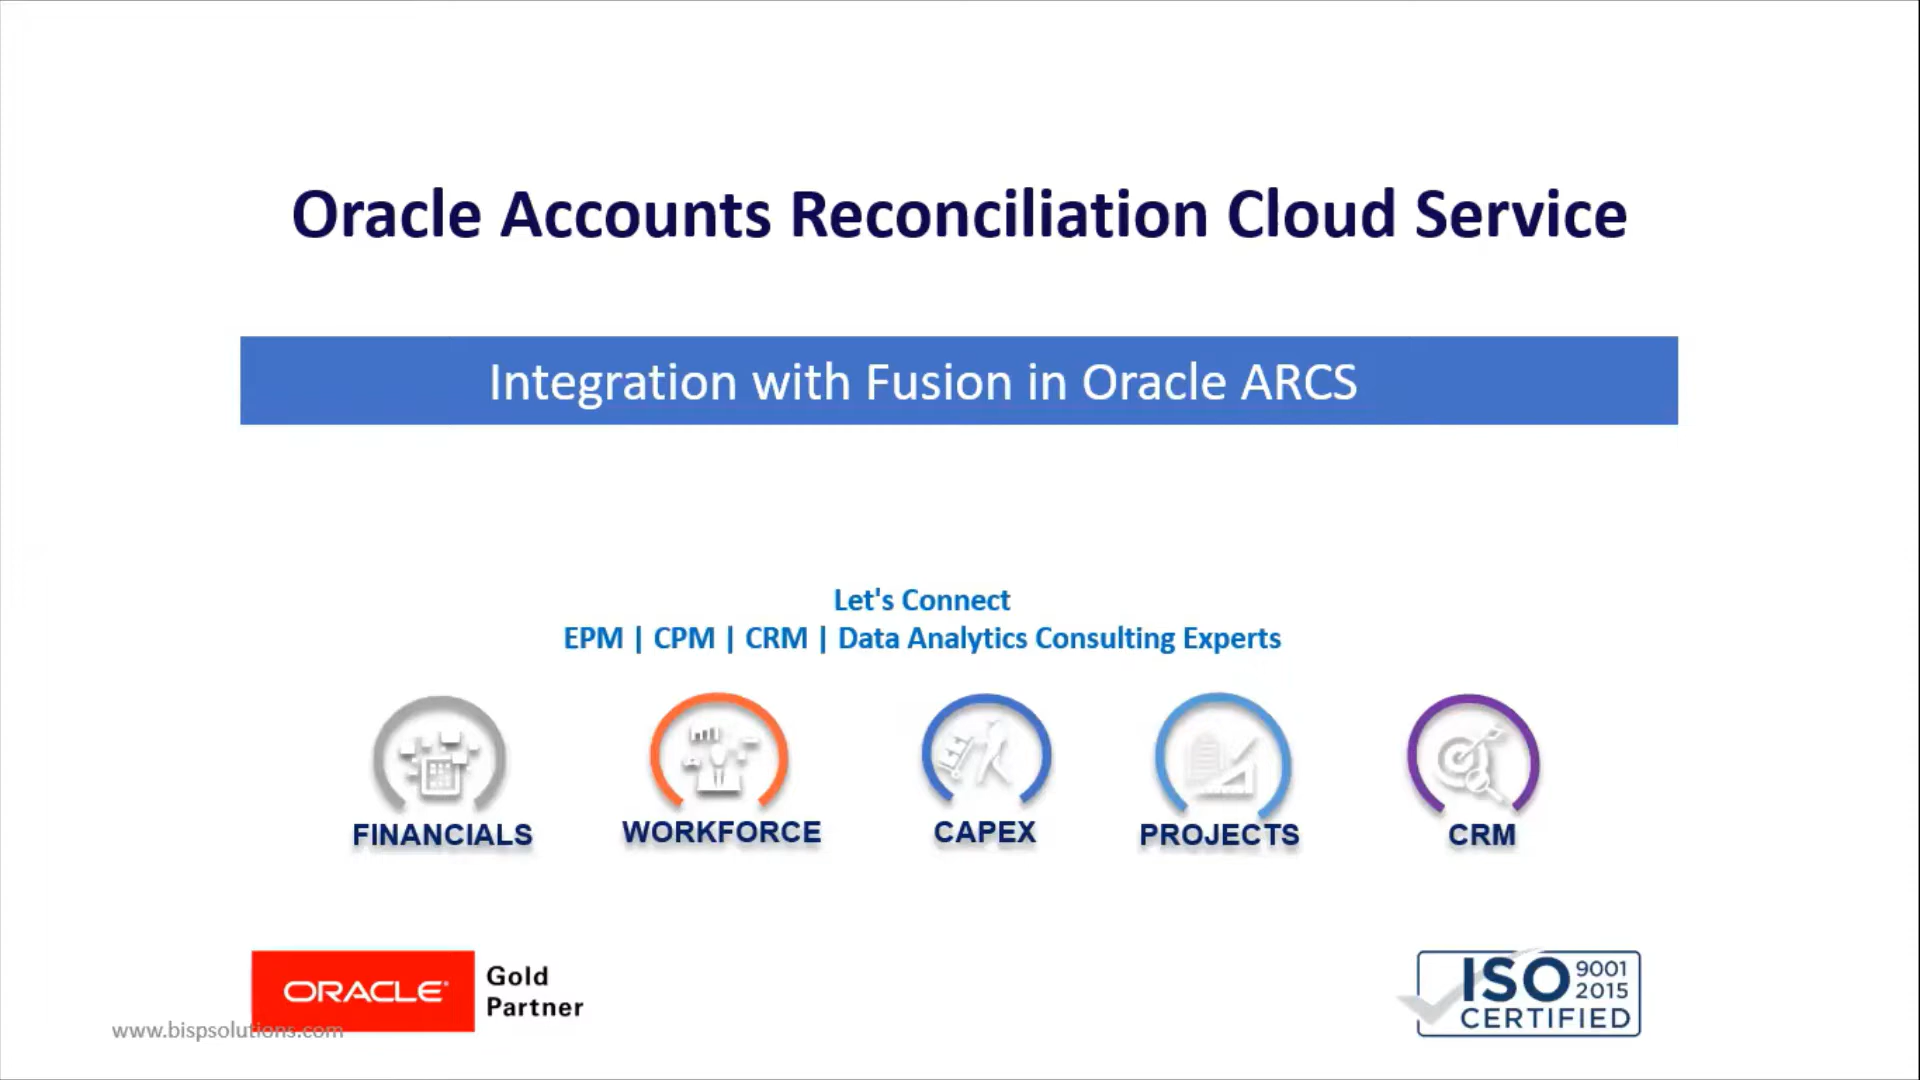 Oracle Accounts Reconciliation Cloud Service
Integration with Fusion in Oracle ARCS
Let's Connect
EPM | CPM | CRM | Data Analytics Consulting Experts
FINANCIALS
WORKFORCE
CAPEX
PROJECTS
CRM
ORACLE®
Gold
Partner
www.bispsolutions.com
ISO 9001
2015
CERTIFIED